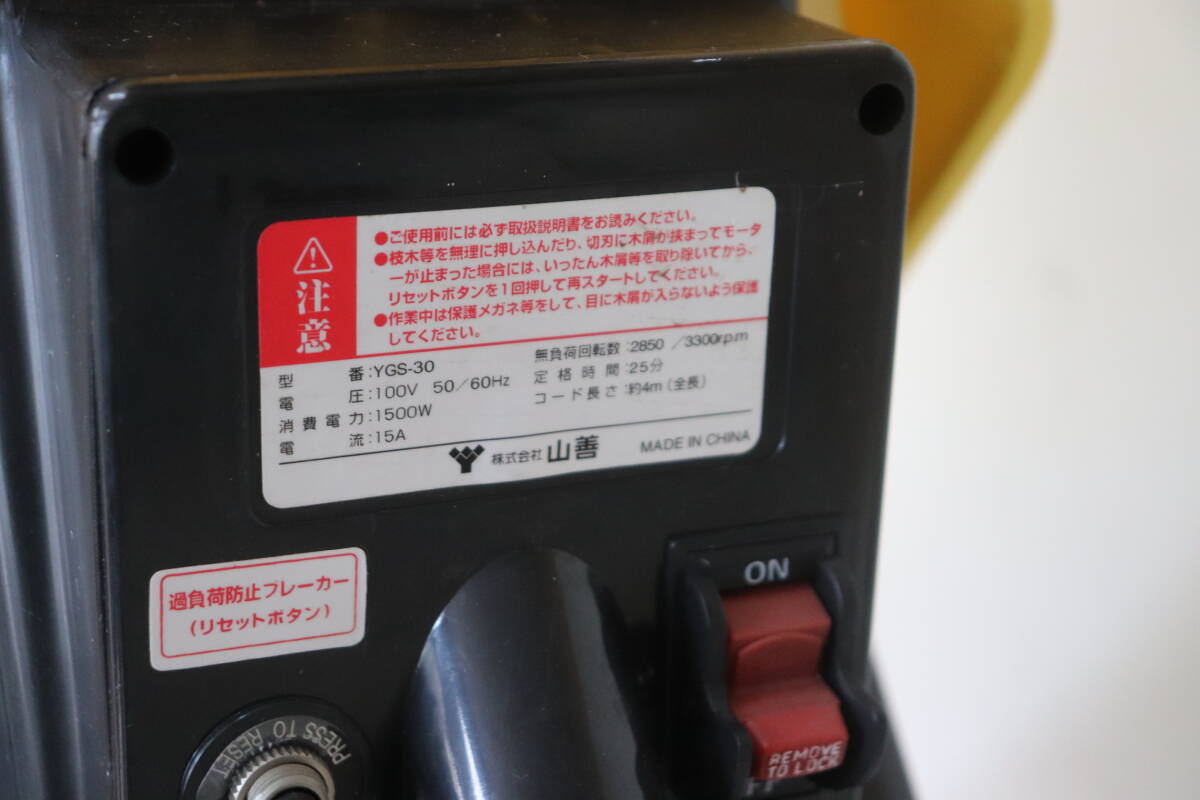 注意
●ご使用前には必ず取扱説明書をお読みください。
●枝木等を無理に押し込んだり、切刃に木屑が挟まってモータ
ーが止まった場合には、いったん木屑等を取り除いてから、
リセットボタンを1回押して再スタートしてください。
●作業中は保護メガネ等をして、目に木屑が入らないよう保護
してください。
型番:YGS-30
電圧:100V 50/60Hz
消費電力:1500W
電流:15A
無負荷回転数:2850/3300r.p.m
定格時間:25分
コード長さ:約4m(全長)
株式会社 山善 MADE IN CHINA
過負荷防止ブレーカー
(リセットボタン)
PRESS TO RESET
ON
REMOVE
TO LOCK